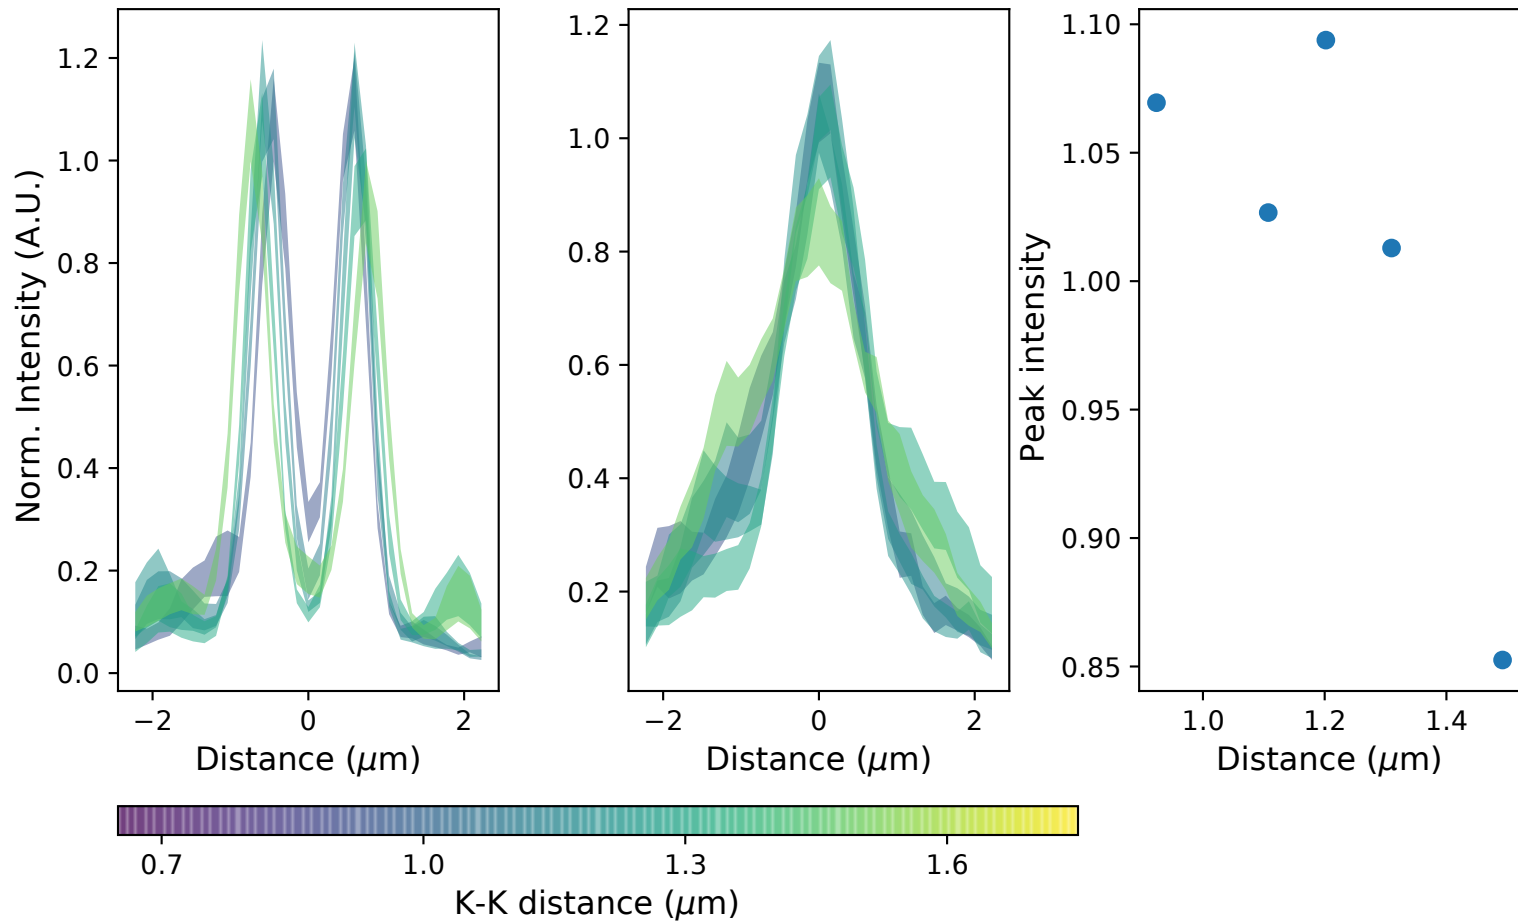 1.2
1.0
0.8
0.6
0.4
0.2
0.0
Norm. Intensity (A.U.)
−2 0 2
Distance (μm)
1.2
1.0
0.8
0.6
0.4
0.2
−2 0 2
Distance (μm)
1.10
1.05
1.00
0.95
0.90
0.85
Peak intensity
1.0 1.2 1.4
Distance (μm)
0.7 1.0 1.3 1.6
K-K distance (μm)